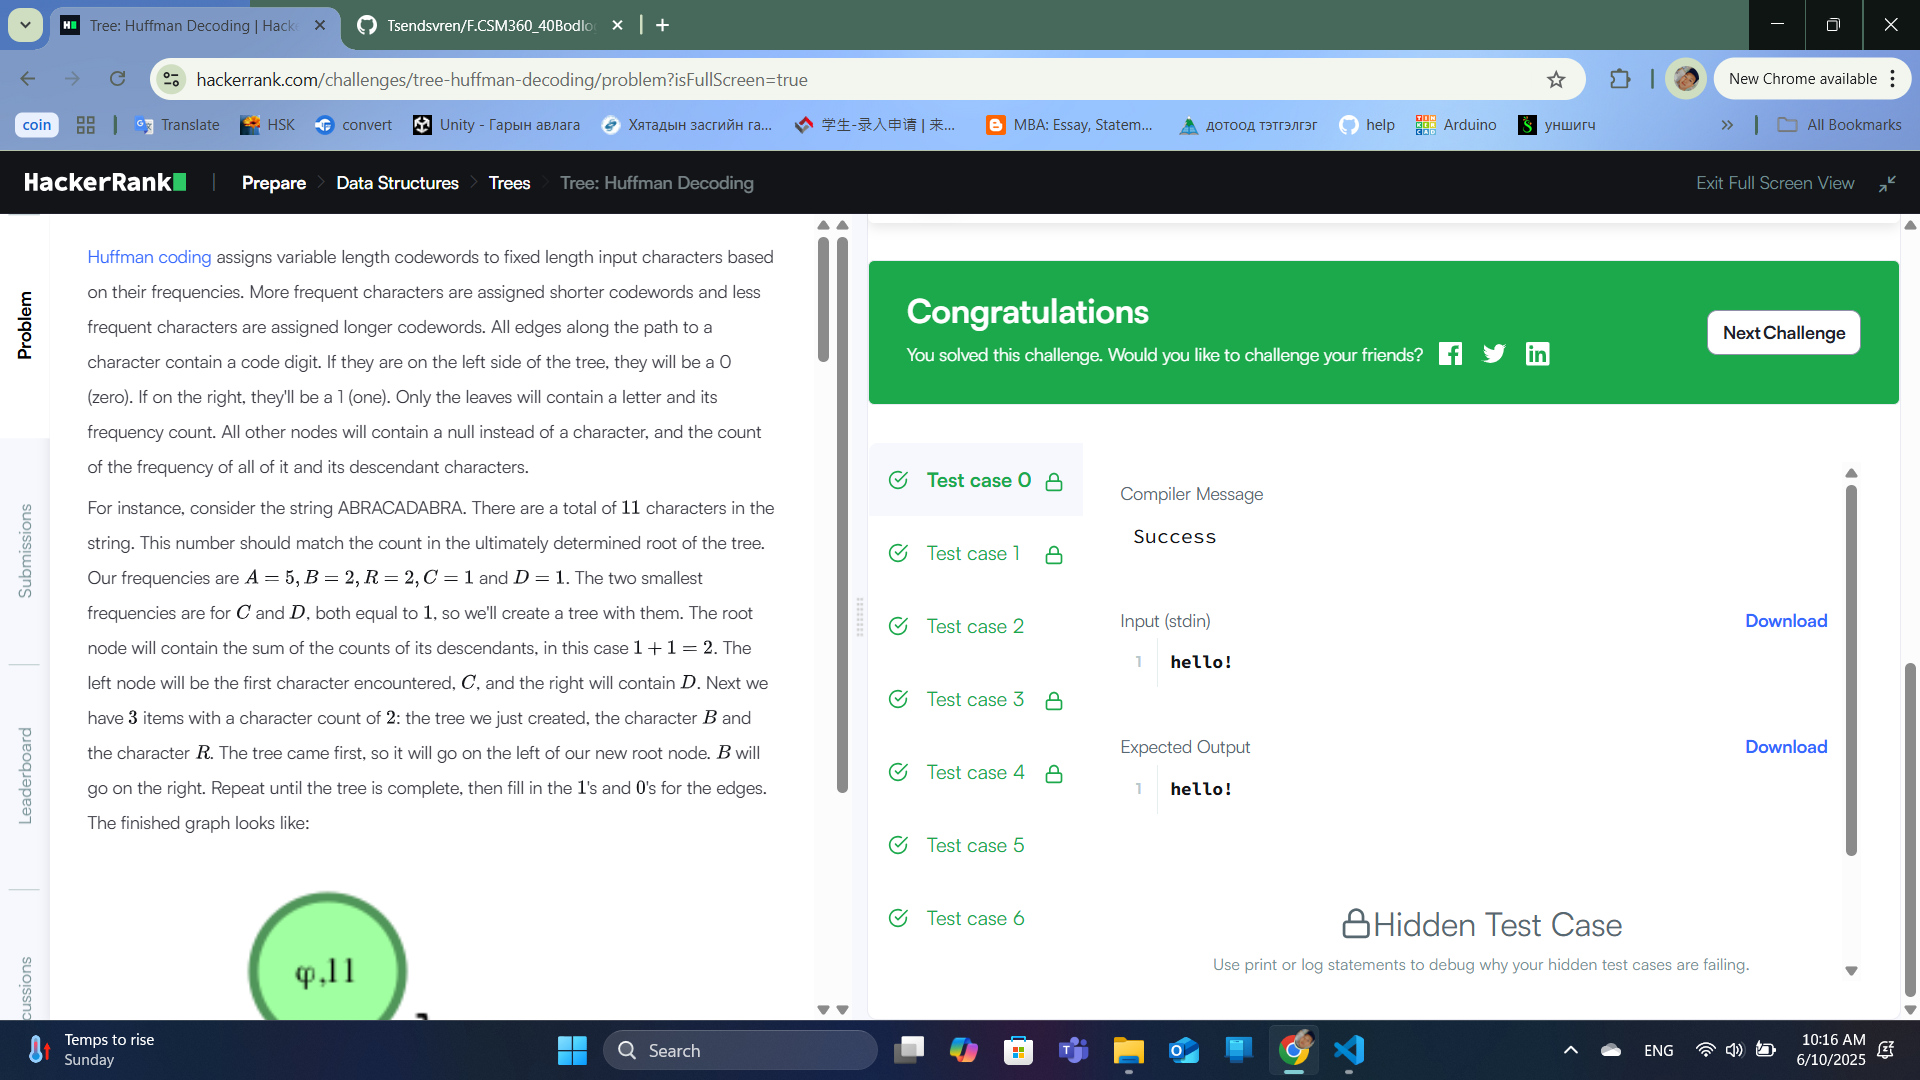 Tree: Huffman Decoding | Hack
Tsendsvren/F.CSM360_40Bodlo
hackerrank.com/challenges/tree-huffman-decoding/problem?isFullScreen=true
New Chrome available
coin
Translate
HSK
convert
Unity - Гарын авлага
Хятадын засгийн га...
学生-录入申请 | 来...
MBA: Essay, Statem...
дотоод тэтгэлгэг
help
Arduino
уншигч
All Bookmarks
HackerRank
Prepare
Data Structures
Trees
Tree: Huffman Decoding
Exit Full Screen View
Problem
Submissions
Leaderboard
cussions
Huffman coding assigns variable length codewords to fixed length input characters based
on their frequencies. More frequent characters are assigned shorter codewords and less
frequent characters are assigned longer codewords. All edges along the path to a
character contain a code digit. If they are on the left side of the tree, they will be a 0
(zero). If on the right, they'll be a 1 (one). Only the leaves will contain a letter and its
frequency count. All other nodes will contain a null instead of a character, and the count
of the frequency of all of it and its descendant characters.
For instance, consider the string ABRACADABRA. There are a total of 11 characters in the
string. This number should match the count in the ultimately determined root of the tree.
Our frequencies are A = 5, B = 2, R = 2, C = 1 and D = 1. The two smallest
frequencies are for C and D, both equal to 1, so we'll create a tree with them. The root
node will contain the sum of the counts of its descendants, in this case 1 + 1 = 2. The
left node will be the first character encountered, C, and the right will contain D. Next we
have 3 items with a character count of 2: the tree we just created, the character B and
the character R. The tree came first, so it will go on the left of our new root node. B will
go on the right. Repeat until the tree is complete, then fill in the 1's and 0's for the edges.
The finished graph looks like:
φ,11
Congratulations
You solved this challenge. Would you like to challenge your friends?
Next Challenge
Test case 0
Test case 1
Test case 2
Test case 3
Test case 4
Test case 5
Test case 6
Compiler Message
Success
Input (stdin)
Download
1 hello!
Expected Output
Download
1 hello!
Hidden Test Case
Use print or log statements to debug why your hidden test cases are failing.
Temps to rise
Sunday
Search
ENG
10:16 AM
6/10/2025